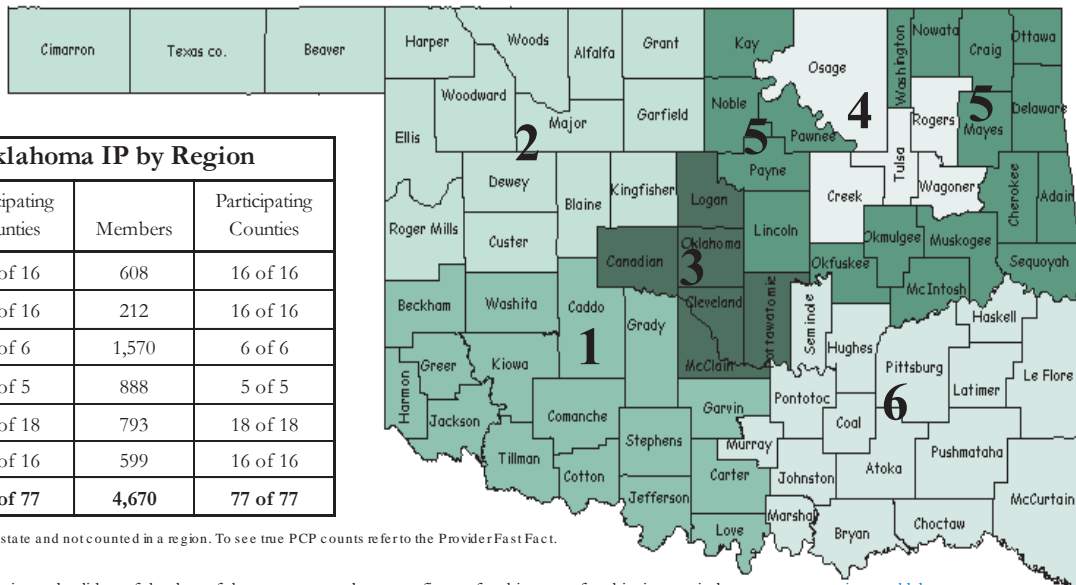 Cimarron
Texas co.
Beaver
Harper
Woods
Alfalfa
Grant
Kay
Osage
Washington
Nowata
Craig
Ottawa
Woodward
Ellis
Major
Garfield
Noble
Pawnee
Rogers
Mayes
Delaware
2
5
4
5
Dewey
Blaine
Kingfisher
Logan
Payne
Creek
Tulsa
Wagoner
Cherokee
Adair
Roger Mills
Custer
Canadian
Oklahoma
3
Lincoln
Okfuskee
Okmulgee
Muskogee
Sequoyah
McIntosh
Beckham
Washita
Caddo
Grady
Cleveland
Pottawatomie
Seminole
Hughes
Haskell
Pittsburg
Latimer
Le Flore
1
6
Greer
Kiowa
Harmon
Jackson
McClain
Garvin
Pontotoc
Coal
Comanche
Stephens
Tillman
Cotton
Murray
Carter
Johnston
Atoka
Pushmataha
Jefferson
Love
Marshal
Bryan
Choctaw
McCurtain
klahoma IP by Region
ipating Members Participating
unties Counties
of 16 608 16 of 16
of 16 212 16 of 16
of 6 1,570 6 of 6
of 5 888 5 of 5
of 18 793 18 of 18
of 16 599 16 of 16
of 77 4,670 77 of 77
state and not counted in a region. To see true PCP counts refer to the Provider Fast Fact.